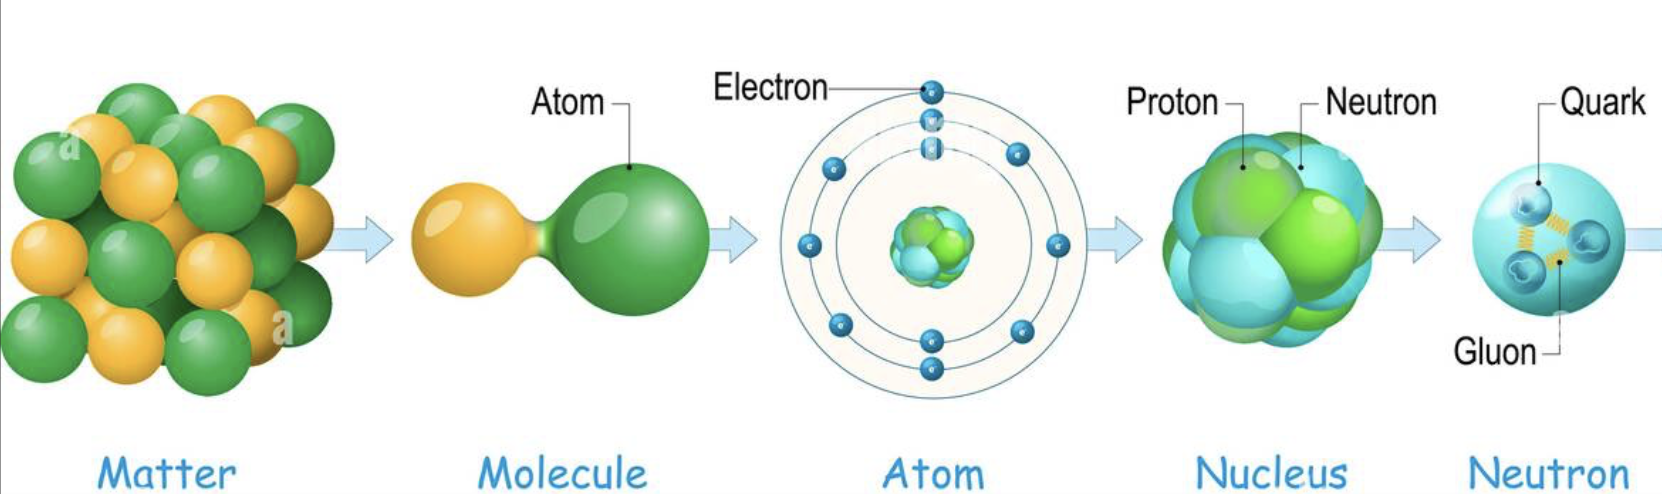 Electron
Atom
Proton
Neutron
Quark
a
e
e
e
e
e
e
e
e
e
e
e
a
Gluon
Matter
Molecule
Atom
Nucleus
Neutron